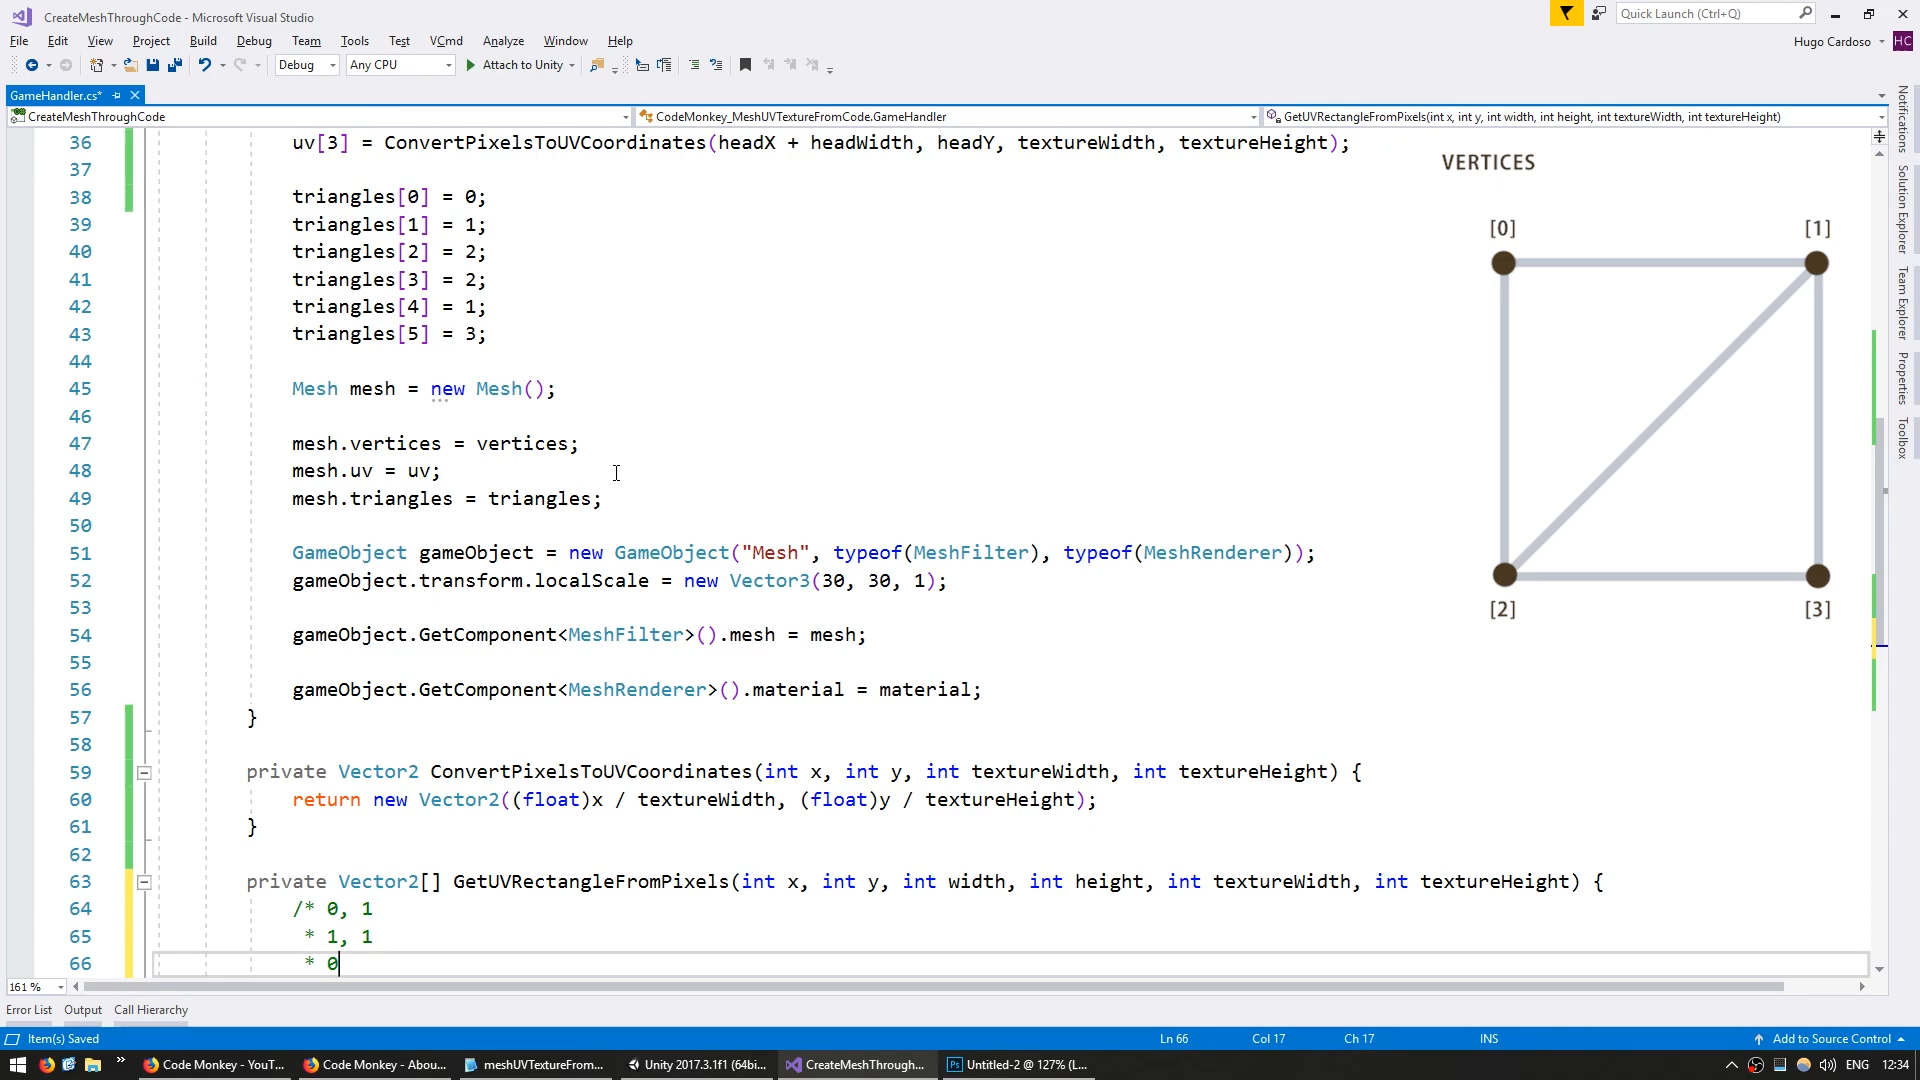 CreateMeshThroughCode - Microsoft Visual Studio
Quick Launch (Ctrl+Q)
File Edit View Project Build Debug Team Tools Test VCmd Analyze Window Help
Hugo Cardoso HC
Debug Any CPU Attach to Unity
GameHandler.cs*
CreateMeshThroughCode
CodeMonkey_MeshUVTextureFromCode.GameHandler
GetUVRectangleFromPixels(int x, int y, int width, int height, int textureWidth, int textureHeight)
36 uv[3] = ConvertPixelsToUVCoordinates(headX + headWidth, headY, textureWidth, textureHeight);
37
38 triangles[0] = 0;
39 triangles[1] = 1;
40 triangles[2] = 2;
41 triangles[3] = 2;
42 triangles[4] = 1;
43 triangles[5] = 3;
44
45 Mesh mesh = new Mesh();
46
47 mesh.vertices = vertices;
48 mesh.uv = uv;
49 mesh.triangles = triangles;
50
51 GameObject gameObject = new GameObject("Mesh", typeof(MeshFilter), typeof(MeshRenderer));
52 gameObject.transform.localScale = new Vector3(30, 30, 1);
53
54 gameObject.GetComponent<MeshFilter>().mesh = mesh;
55
56 gameObject.GetComponent<MeshRenderer>().material = material;
57 }
58
59 private Vector2 ConvertPixelsToUVCoordinates(int x, int y, int textureWidth, int textureHeight) {
60 return new Vector2((float)x / textureWidth, (float)y / textureHeight);
61 }
62
63 private Vector2[] GetUVRectangleFromPixels(int x, int y, int width, int height, int textureWidth, int textureHeight) {
64 /* 0, 1
65 * 1, 1
66 * 0
VERTICES
[0] [1]
[2] [3]
Notifications
Solution Explorer
Team Explorer
Properties
Toolbox
161 %
Error List Output Call Hierarchy
Item(s) Saved
Ln 66 Col 17 Ch 17 INS
Add to Source Control
Code Monkey - YouT...
Code Monkey - Abou...
meshUVTextureFrom...
Unity 2017.3.1f1 (64bi...
CreateMeshThrough...
Ps Untitled-2 @ 127% (L...
ENG 12:34